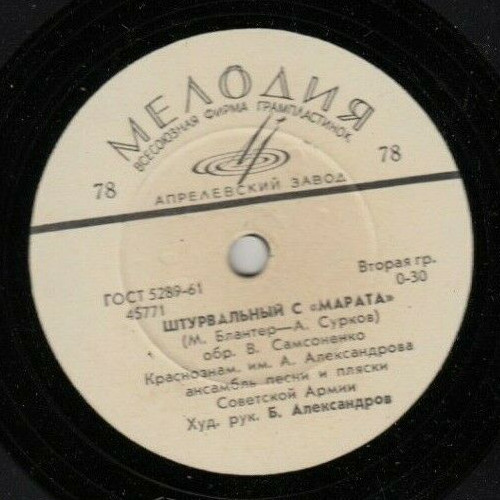 МЕЛОДИЯ
ВСЕСОЮЗНАЯ ФИРМА ГРАМПЛАСТИНОК
78
78
АПРЕЛЕВСКИЙ ЗАВОД
ГОСТ 5289-61
Вторая гр.
45771
0-30
ШТУРВАЛЬНЫЙ С «МАРАТА»
(М. Блантер—А. Сурков)
обр. В. Самсоненко
Краснознам. им. А. Александрова
ансамбль песни и пляски
Советской Армии
Худ. рук. Б. Александров